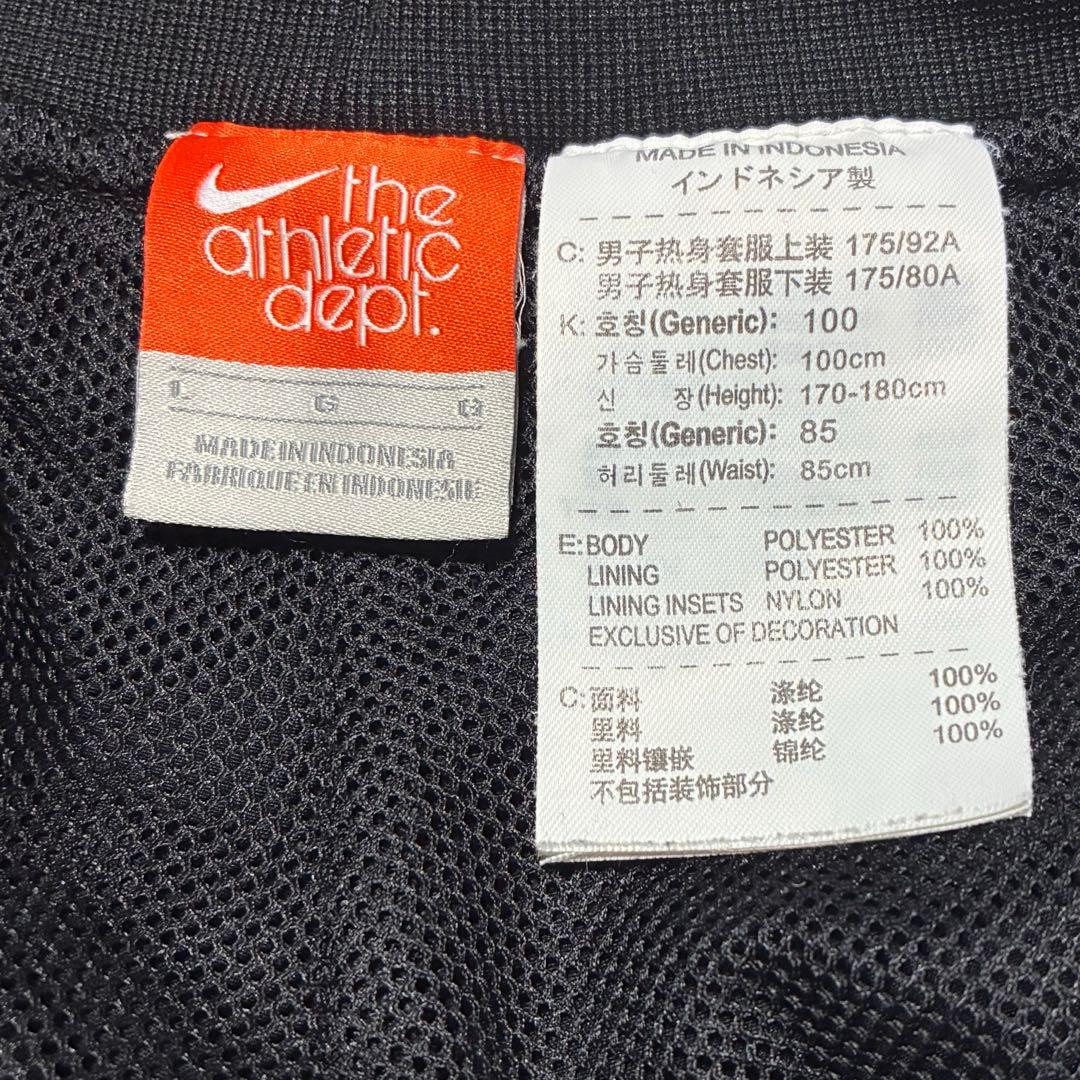 the
athletic
dept.
L G G
MADE IN INDONESIA
FABRIQUE EN INDONESIE
MADE IN INDONESIA
インドネシア製
C: 男子热身套服上装 175/92A
男子热身套服下装 175/80A
K: 호칭(Generic): 100
가슴둘레(Chest): 100cm
신 장(Height): 170-180cm
호칭(Generic): 85
허리둘레(Waist): 85cm
E: BODY POLYESTER 100%
LINING POLYESTER 100%
LINING INSETS NYLON 100%
EXCLUSIVE OF DECORATION
C: 面料 涤纶 100%
里料 涤纶 100%
里料镶嵌 锦纶 100%
不包括装饰部分